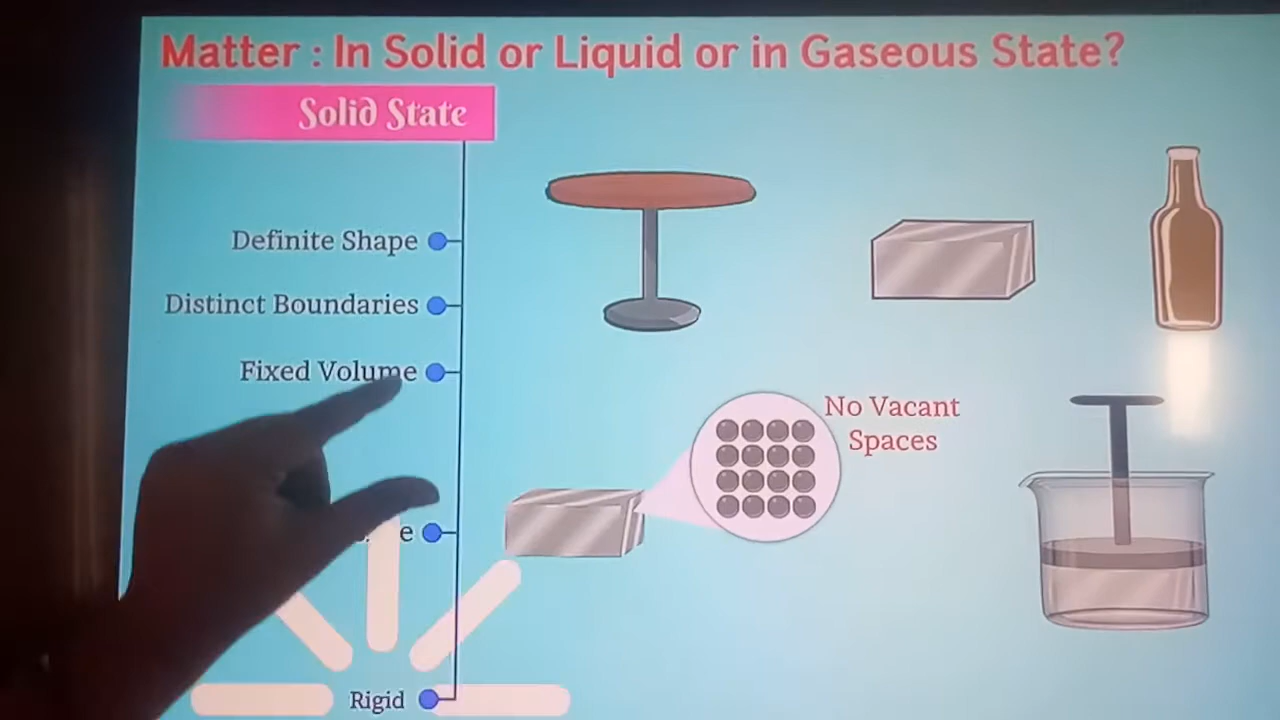 Matter : In Solid or Liquid or in Gaseous State?
Solid State
Definite Shape
Distinct Boundaries
Fixed Volume
No Vacant
Spaces
Rigid